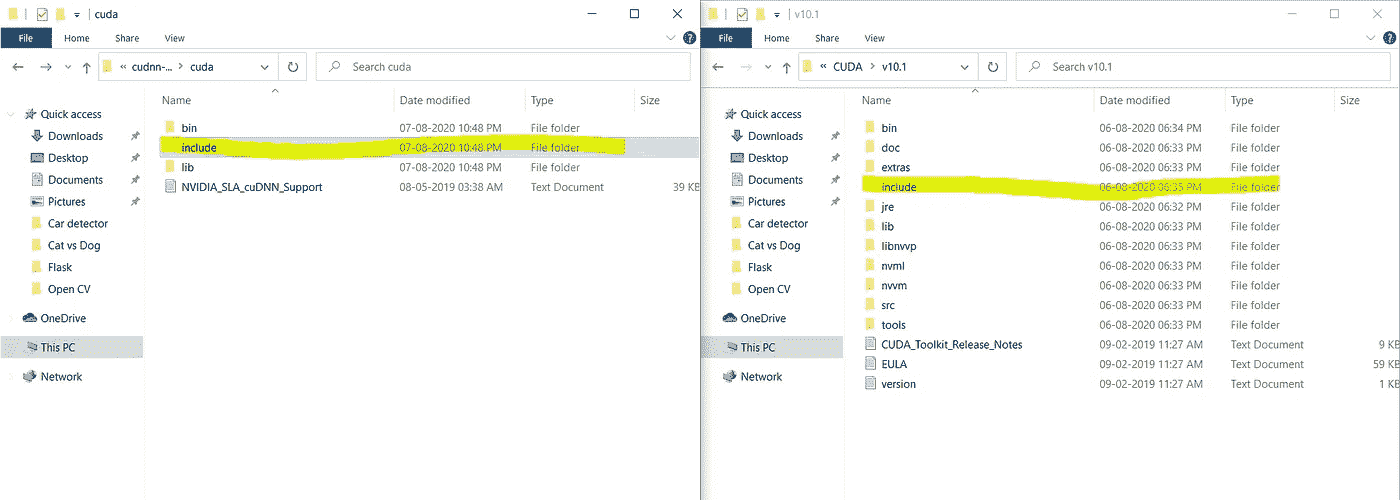 cuda
File Home Share View
« cudnn-... > cuda
Search cuda
Name Date modified Type Size
Quick access
Downloads
Desktop
Documents
Pictures
Car detector
Cat vs Dog
Flask
Open CV
OneDrive
This PC
Network
bin 07-08-2020 10:48 PM File folder
include 07-08-2020 10:48 PM File folder
lib 07-08-2020 10:48 PM File folder
NVIDIA_SLA_cuDNN_Support 08-05-2019 03:38 AM Text Document 39 KB
v10.1
File Home Share View
« CUDA > v10.1
Search v10.1
Name Date modified Type Size
Quick access
Downloads
Desktop
Documents
Pictures
Car detector
Cat vs Dog
Flask
Open CV
OneDrive
This PC
Network
bin 06-08-2020 06:34 PM File folder
doc 06-08-2020 06:33 PM File folder
extras 06-08-2020 06:33 PM File folder
include 06-08-2020 06:35 PM File folder
jre 06-08-2020 06:32 PM File folder
lib 06-08-2020 06:33 PM File folder
libnvvp 06-08-2020 06:33 PM File folder
nvml 06-08-2020 06:33 PM File folder
nvvm 06-08-2020 06:33 PM File folder
src 06-08-2020 06:33 PM File folder
tools 06-08-2020 06:33 PM File folder
CUDA_Toolkit_Release_Notes 09-02-2019 11:27 AM Text Document 9 KB
EULA 09-02-2019 11:27 AM Text Document 59 KB
version 09-02-2019 11:27 AM Text Document 1 KB